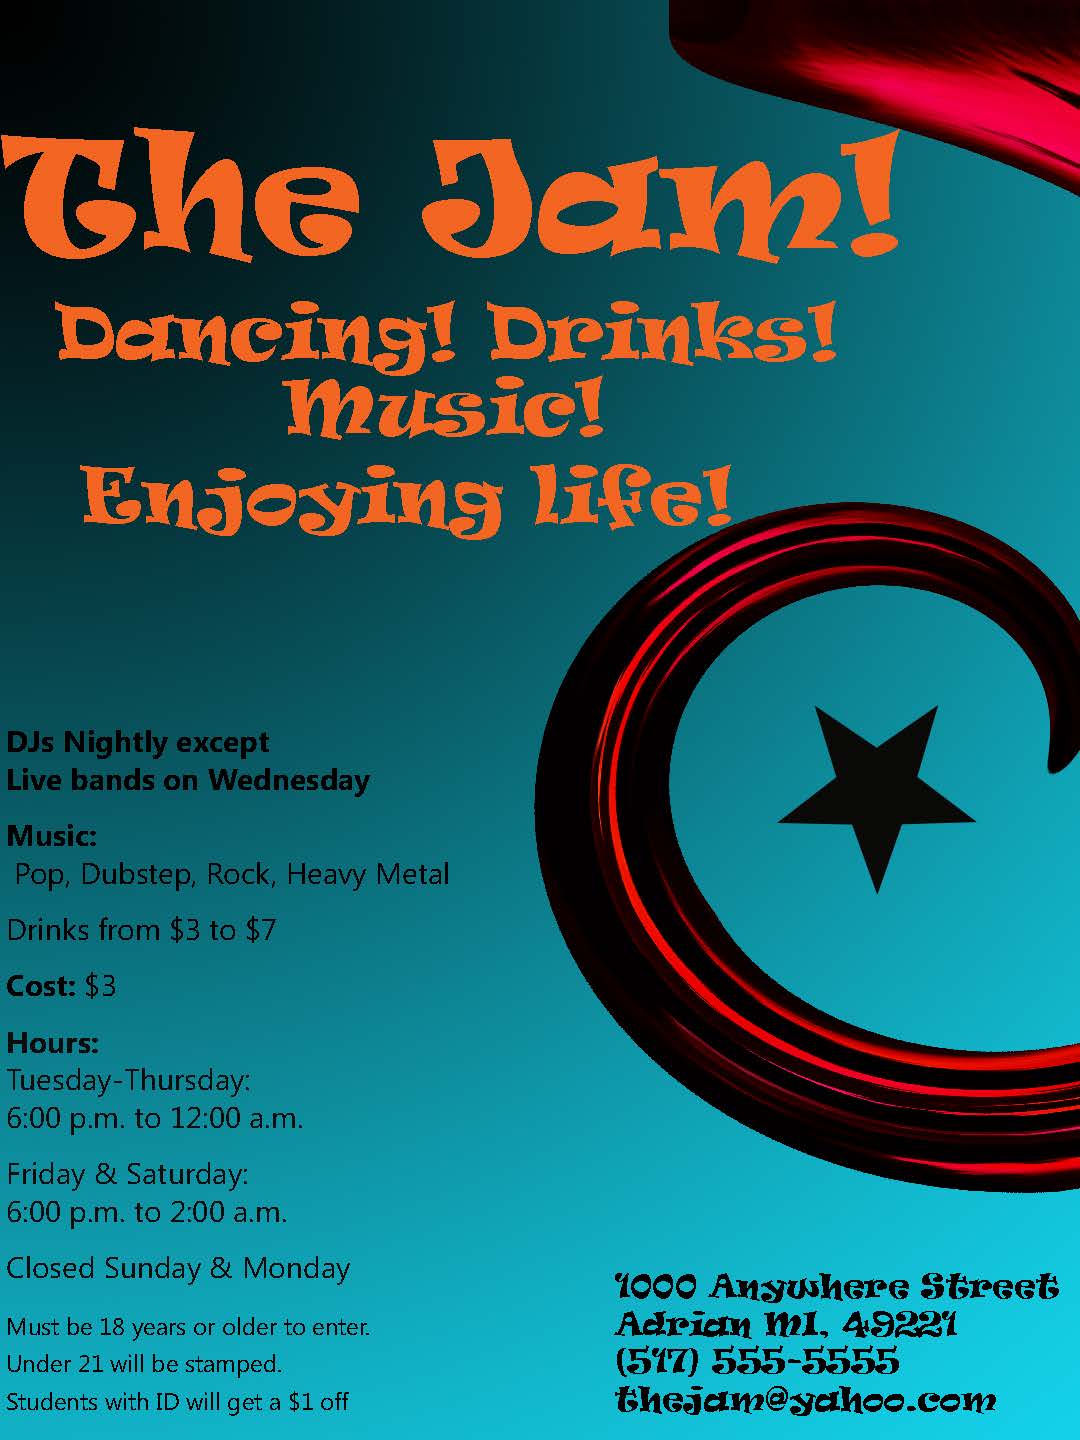 The Jam!
Dancing! Drinks!
Music!
Enjoying life!
DJs Nightly except
Live bands on Wednesday
Music:
Pop, Dubstep, Rock, Heavy Metal
Drinks from $3 to $7
Cost: $3
Hours:
Tuesday-Thursday:
6:00 p.m. to 12:00 a.m.
Friday & Saturday:
6:00 p.m. to 2:00 a.m.
Closed Sunday & Monday
Must be 18 years or older to enter.
Under 21 will be stamped.
Students with ID will get a $1 off
1000 Anywhere Street
Adrian MI, 49221
(517) 555-5555
thejam@yahoo.com